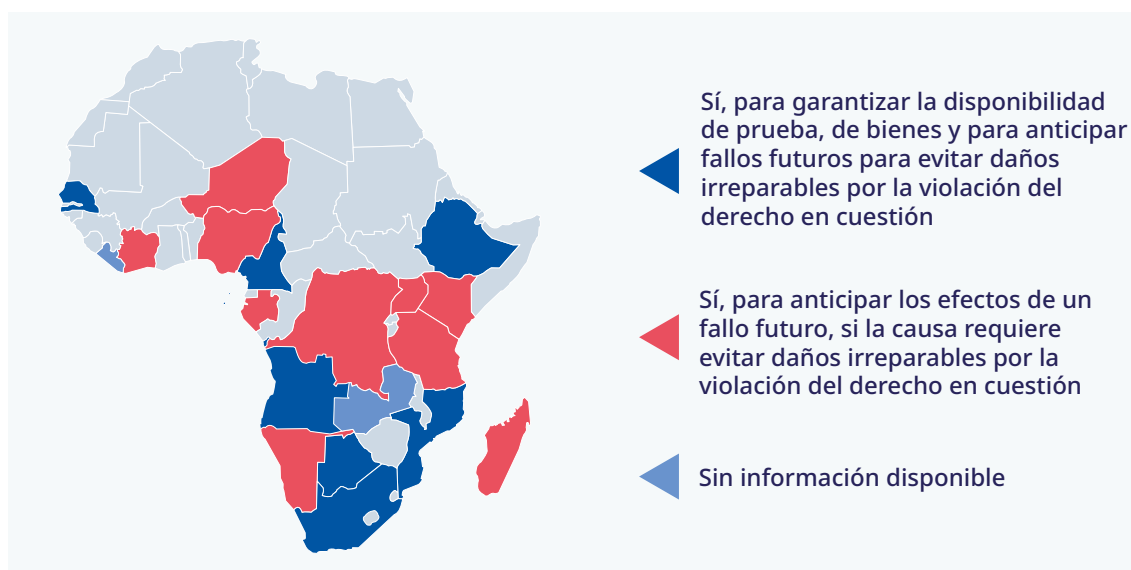 Sí, para garantizar la disponibilidad
de prueba, de bienes y para anticipar
fallos futuros para evitar daños
irreparables por la violación del
derecho en cuestión
Sí, para anticipar los efectos de un
fallo futuro, si la causa requiere
evitar daños irreparables por la
violación del derecho en cuestión
Sin información disponible